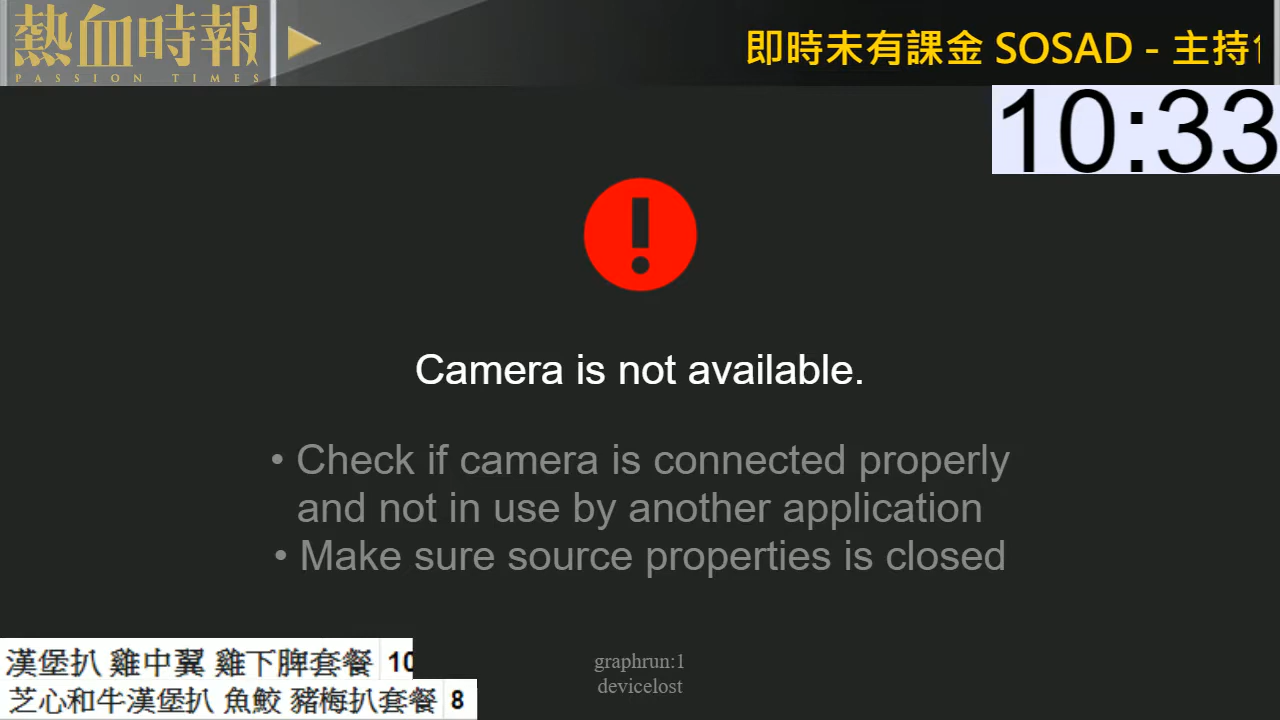 熱血時報
PASSION TIMES
即時未有課金 SOSAD - 主持
10:33
Camera is not available.
• Check if camera is connected properly
and not in use by another application
• Make sure source properties is closed
漢堡扒 雞中翼 雞下脾套餐 10
芝心和牛漢堡扒 魚鮫 豬梅扒套餐 8
graphrun:1
devicelost